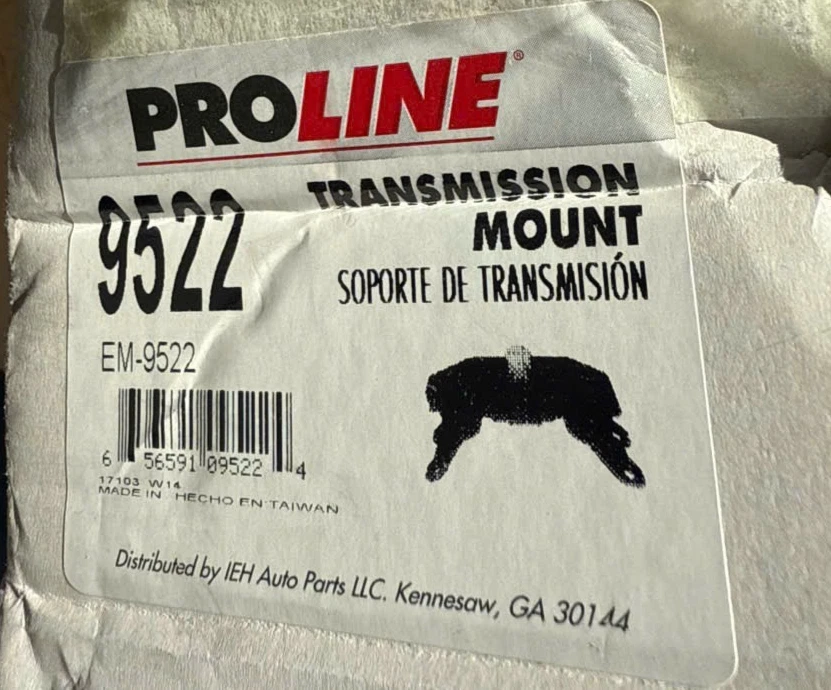 PROLINE®
9522
TRANSMISSION
MOUNT
SOPORTE DE TRANSMISIÓN
EM-9522
6 56591 09522 4
17103 W14
MADE IN HECHO EN TAIWAN
Distributed by IEH Auto Parts LLC. Kennesaw, GA 30144